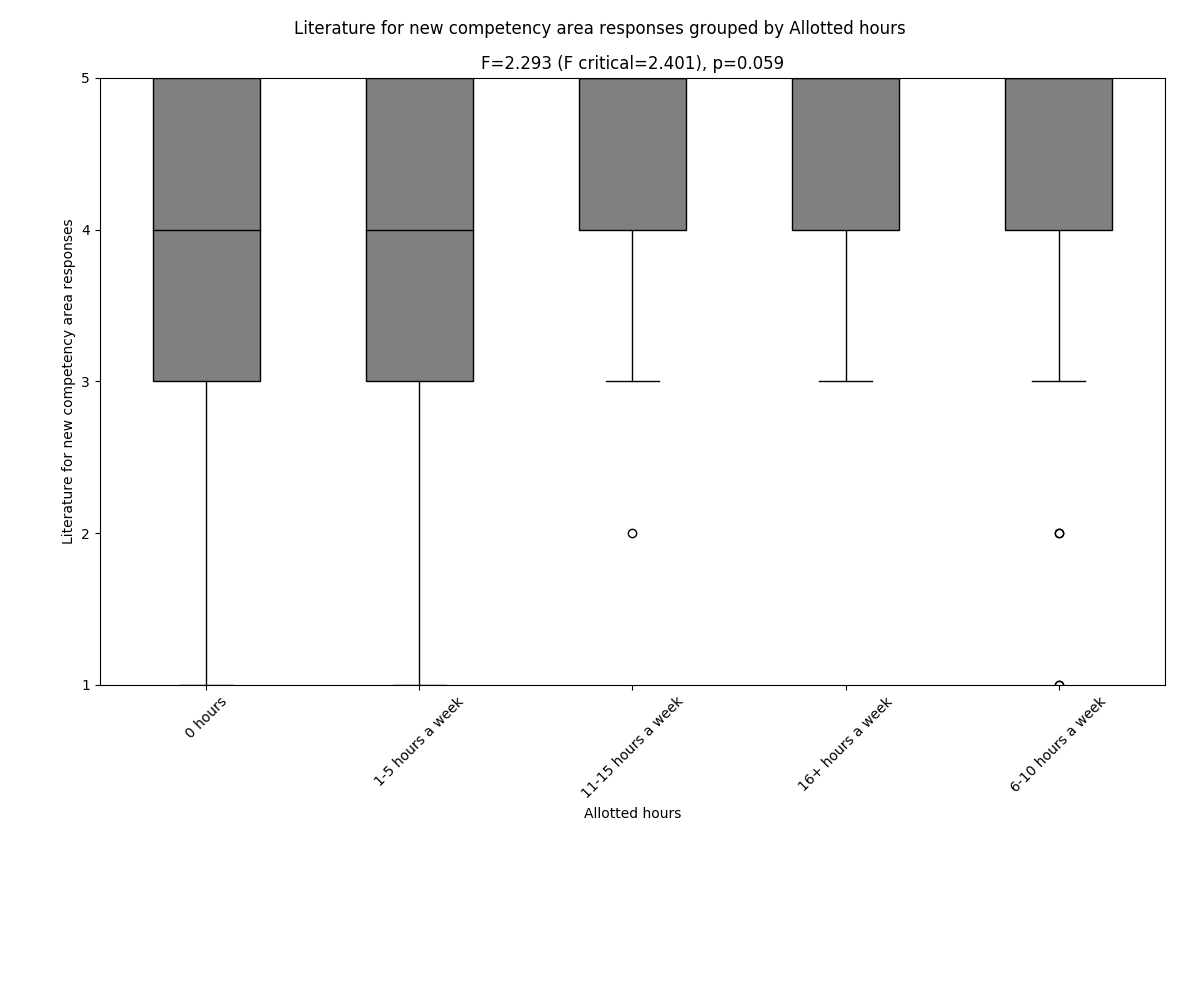 Literature for new competency area responses grouped by Allotted hours
F=2.293 (F critical=2.401), p=0.059
5
4
3
2
1
Literature for new competency area responses
0 hours
1-5 hours a week
11-15 hours a week
16+ hours a week
6-10 hours a week
Allotted hours